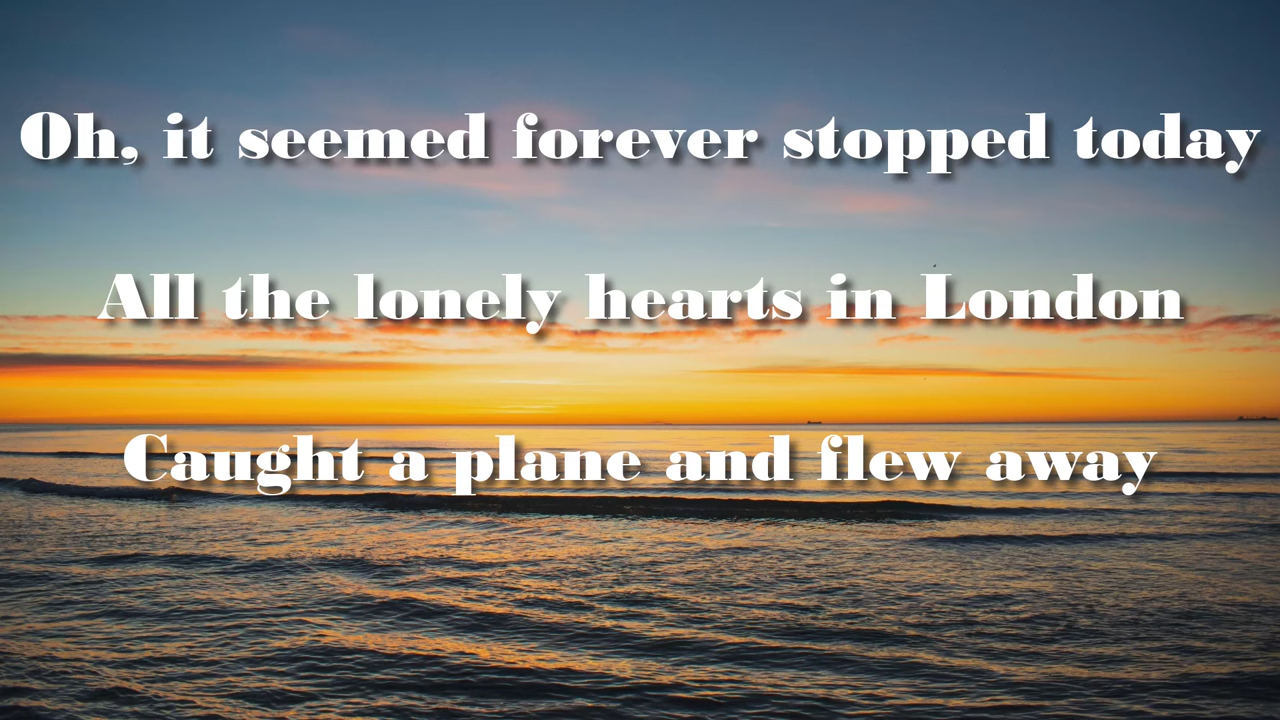 Oh, it seemed forever stopped today
All the lonely hearts in London
Caught a plane and flew away